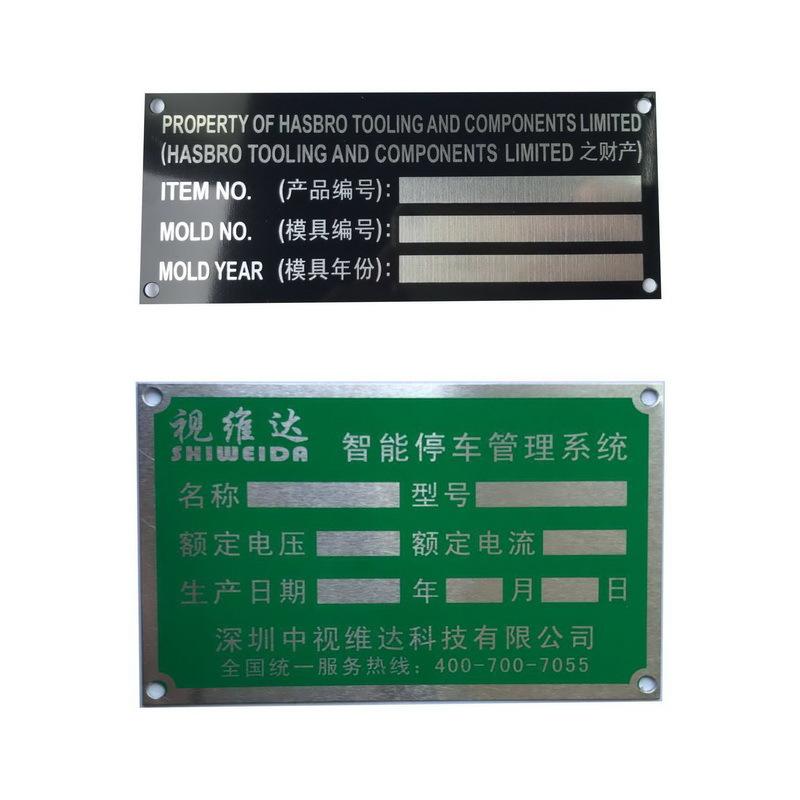 PROPERTY OF HASBRO TOOLING AND COMPONENTS LIMITED
(HASBRO TOOLING AND COMPONENTS LIMITED 之财产)
ITEM NO. (产品编号):
MOLD NO. (模具编号):
MOLD YEAR (模具年份):
视维达
SHIWEIDA 智能停车管理系统
名称 型号
额定电压 额定电流
生产日期 年 月 日
深圳中视维达科技有限公司
全国统一服务热线: 400-700-7055